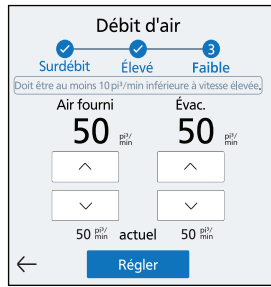 Débit d'air
3
Surdébit Élevé Faible
Doit être au moins 10 pi³/min inférieure à vitesse élevée.
Air fourni Évac.
50 pi³/min 50 pi³/min
50 pi³/min actuel 50 pi³/min
Régler